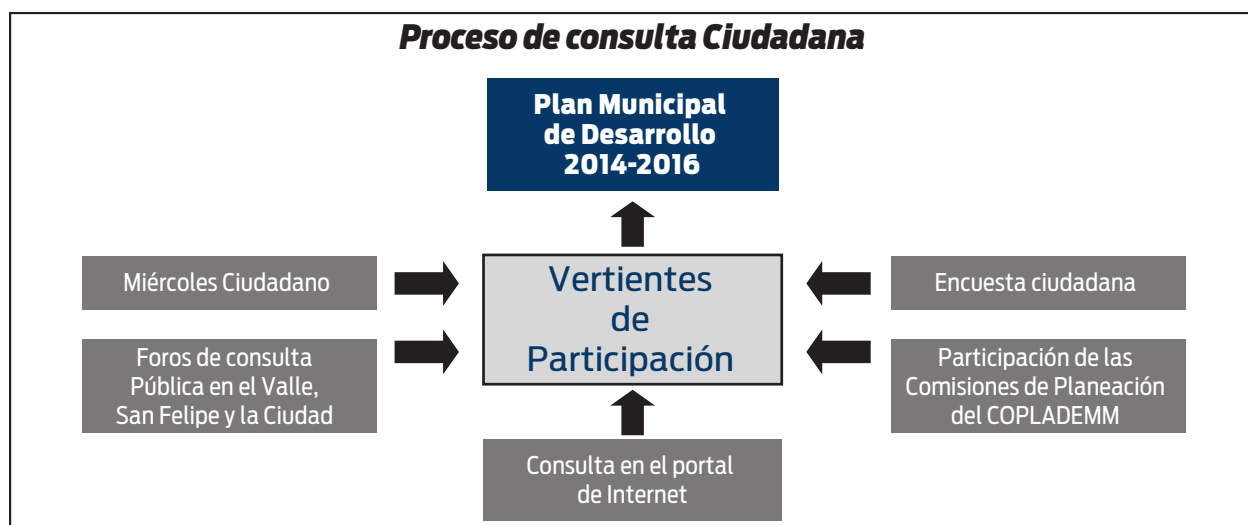 Proceso de consulta Ciudadana
Plan Municipal
de Desarrollo
2014-2016
Miércoles Ciudadano
Foros de consulta
Pública en el Valle,
San Felipe y la Ciudad
Vertientes
de
Participación
Encuesta ciudadana
Participación de las
Comisiones de Planeación
del COPLADEMM
Consulta en el portal
de Internet